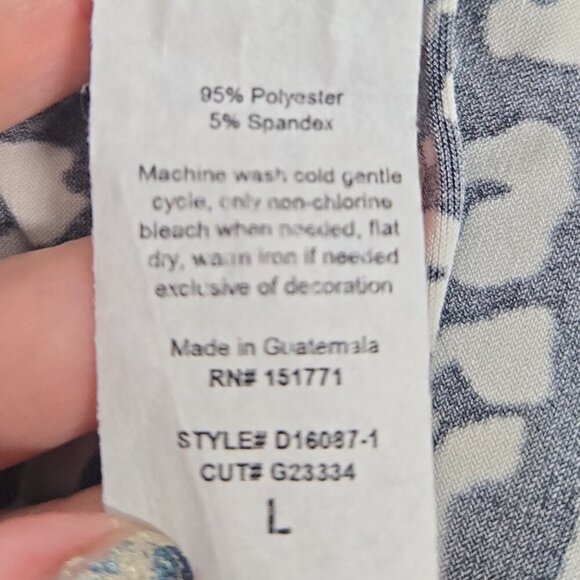 95% Polyester
5% Spandex
Machine wash cold gentle
cycle, only non-chlorine
bleach when needed, flat
dry, warm iron if needed
exclusive of decoration
Made in Guatemala
RN# 151771
STYLE# D16087-1
CUT# G23334
L